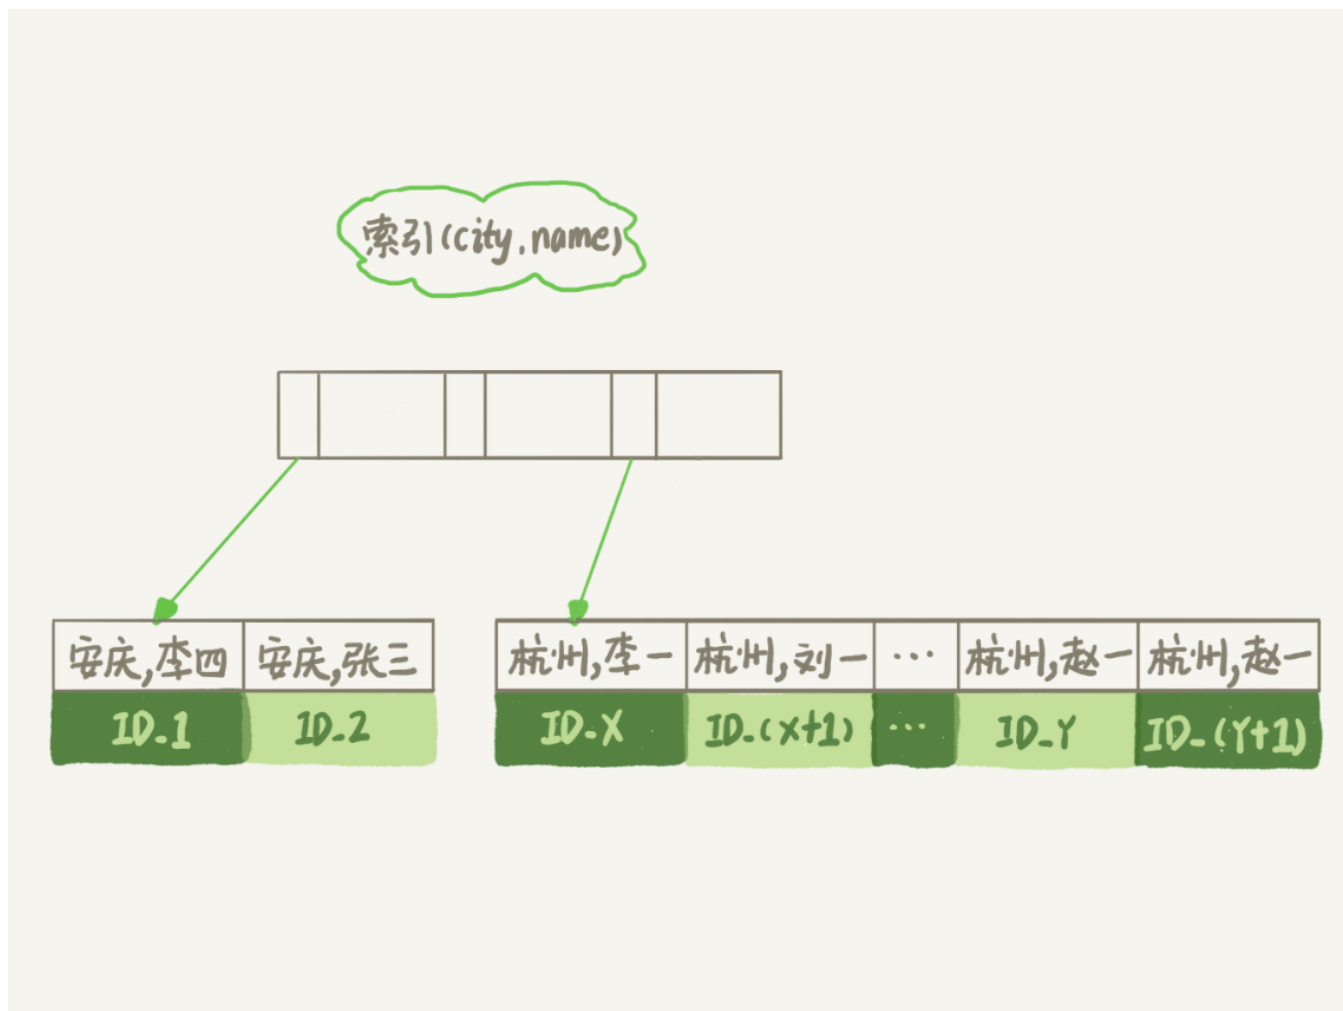 索引(city,name)
安庆,李四 安庆,张三 杭州,李一 杭州,刘一 ... 杭州,赵一 杭州,赵一
ID_1 ID_2 ID_X ID_(X+1) ... ID_Y ID_(Y+1)